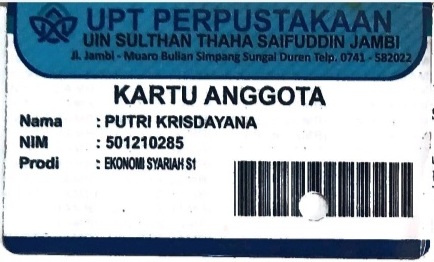 UPT PERPUSTAKAAN
UIN SULTHAN THAHA SAIFUDDIN JAMBI
Jl. Jambi - Muaro Bulian Simpang Sungai Duren Telp. 0741 - 582022
KARTU ANGGOTA
Nama : PUTRI KRISDAYANA
NIM : 501210285
Prodi : EKONOMI SYARIAH S1